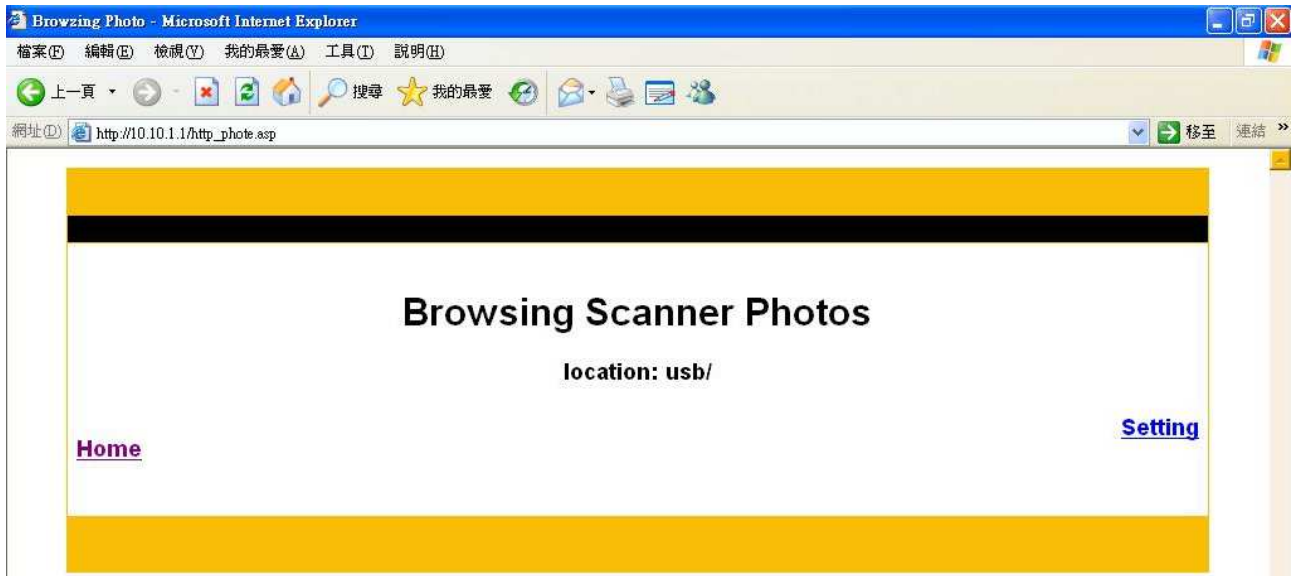 Browzing Photo - Microsoft Internet Explorer
檔案(F) 編輯(E) 檢視(V) 我的最愛(A) 工具(T) 說明(H)
上一頁 搜尋 我的最愛
網址(D) http://10.10.1.1/http_phote.asp 移至 連結 »
Browsing Scanner Photos
location: usb/
Setting
Home